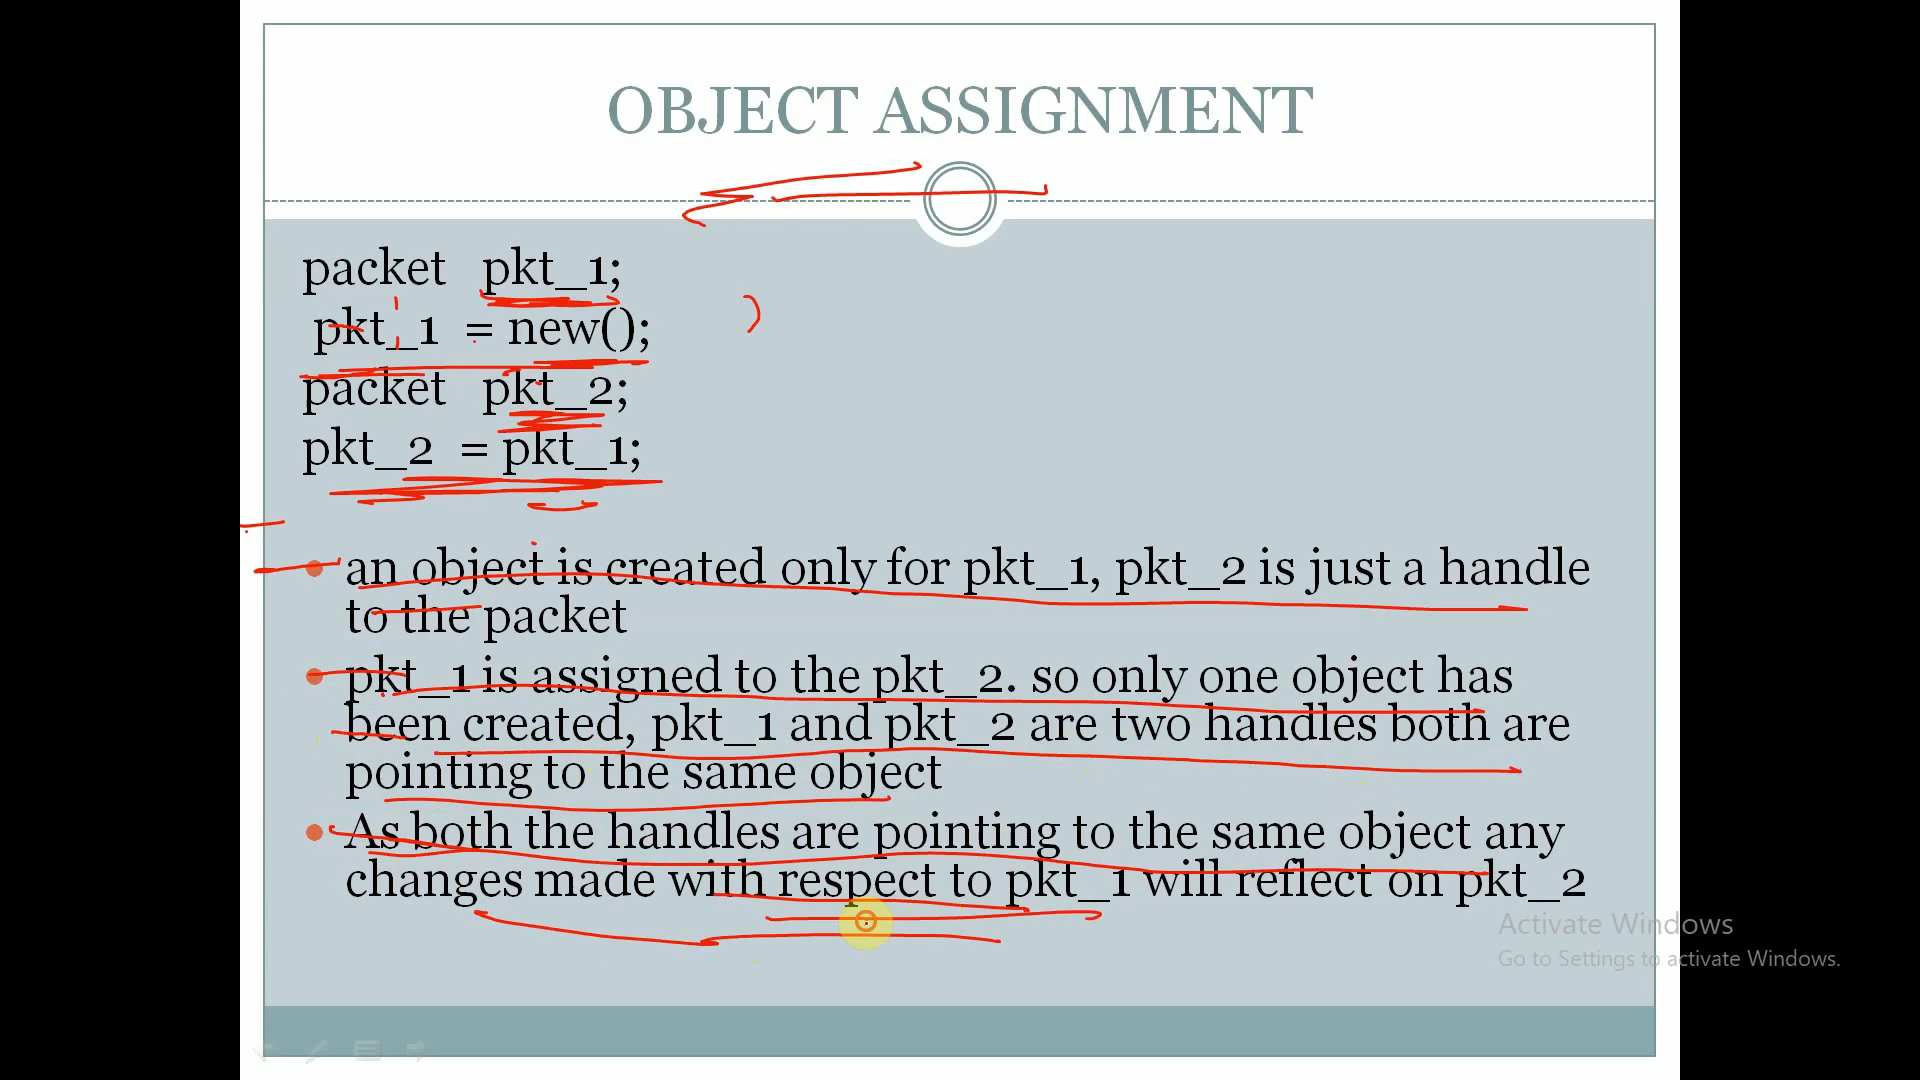 OBJECT ASSIGNMENT
packet pkt_1;
pkt_1 = new();
packet pkt_2;
pkt_2 = pkt_1;
an object is created only for pkt_1, pkt_2 is just a handle
to the packet
pkt_1 is assigned to the pkt_2. so only one object has
been created, pkt_1 and pkt_2 are two handles both are
pointing to the same object
As both the handles are pointing to the same object any
changes made with respect to pkt_1 will reflect on pkt_2
Activate Windows
Go to Settings to activate Windows.